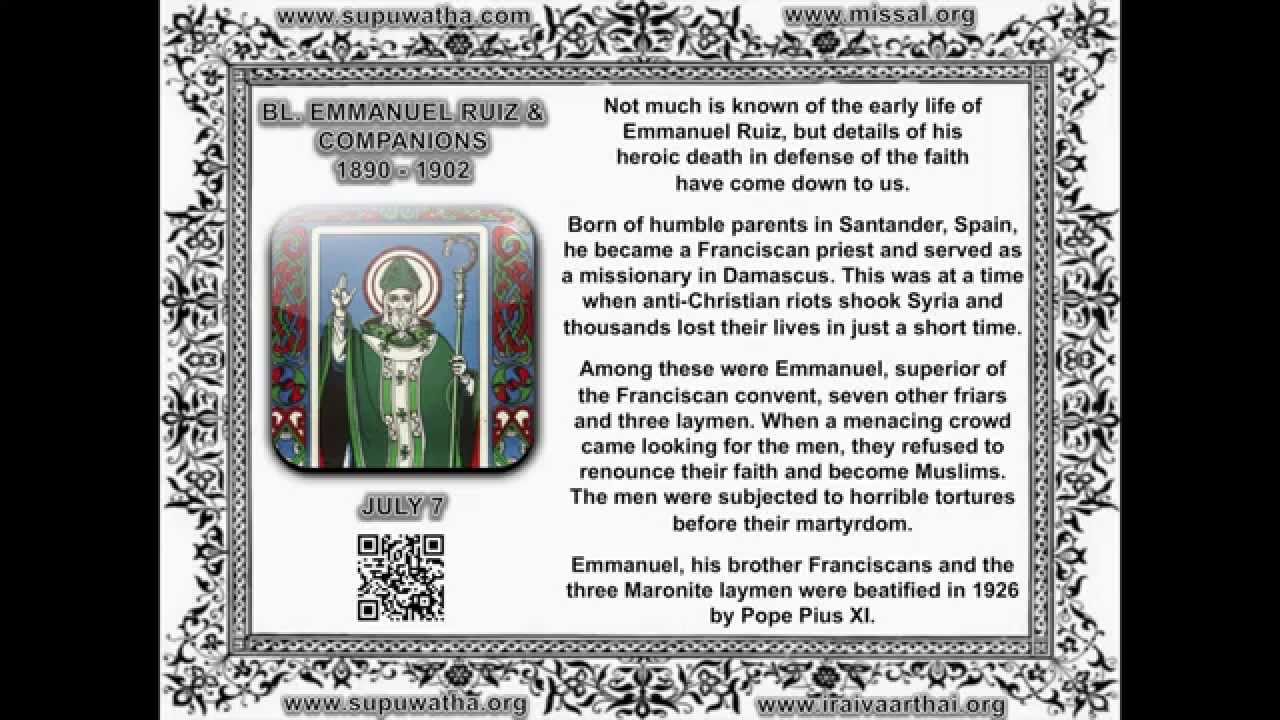 www.supuwatha.com
www.missal.org
BL. EMMANUEL RUIZ &
COMPANIONS
1890 - 1902
JULY 7
Not much is known of the early life of
Emmanuel Ruiz, but details of his
heroic death in defense of the faith
have come down to us.
Born of humble parents in Santander, Spain,
he became a Franciscan priest and served as
a missionary in Damascus. This was at a time
when anti-Christian riots shook Syria and
thousands lost their lives in just a short time.
Among these were Emmanuel, superior of
the Franciscan convent, seven other friars
and three laymen. When a menacing crowd
came looking for the men, they refused to
renounce their faith and become Muslims.
The men were subjected to horrible tortures
before their martyrdom.
Emmanuel, his brother Franciscans and the
three Maronite laymen were beatified in 1926
by Pope Pius XI.
www.supuwatha.org
www.iraivaarthai.org